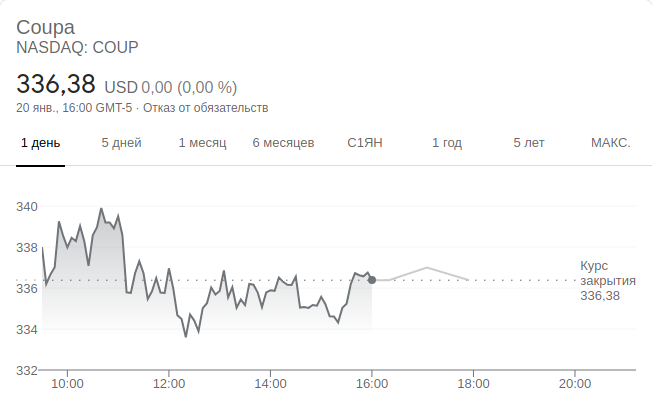 Coupa
NASDAQ: COUP
336,38 USD 0,00 (0,00 %)
20 янв., 16:00 GMT-5 · Отказ от обязательств
1 день 5 дней 1 месяц 6 месяцев С1ЯН 1 год 5 лет МАКС.
340
338
336
334
332
Курс
закрытия
336,38
10:00 12:00 14:00 16:00 18:00 20:00